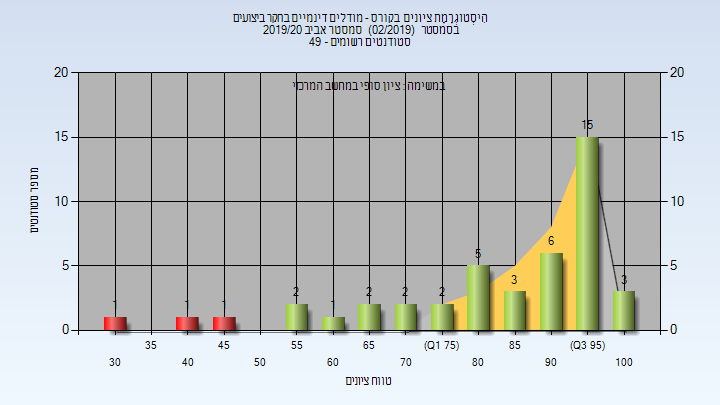 היסטוגרמת ציונים בקורס - מודלים דינמיים בחקר ביצועים
בסמסטר (02/2019) סמסטר אביב 2019/20
סטודנטים רשומים - 49
במשימה : ציון סופי במחשב המרכזי
20 20
15 15
10 10
5 5
0 0
מספר סטודנטים
1 1 1 2 1 2 2 2 5 3 6 15 3
35 45 55 65 (Q1 75) 85 (Q3 95)
30 40 50 60 70 80 90 100
טווח ציונים